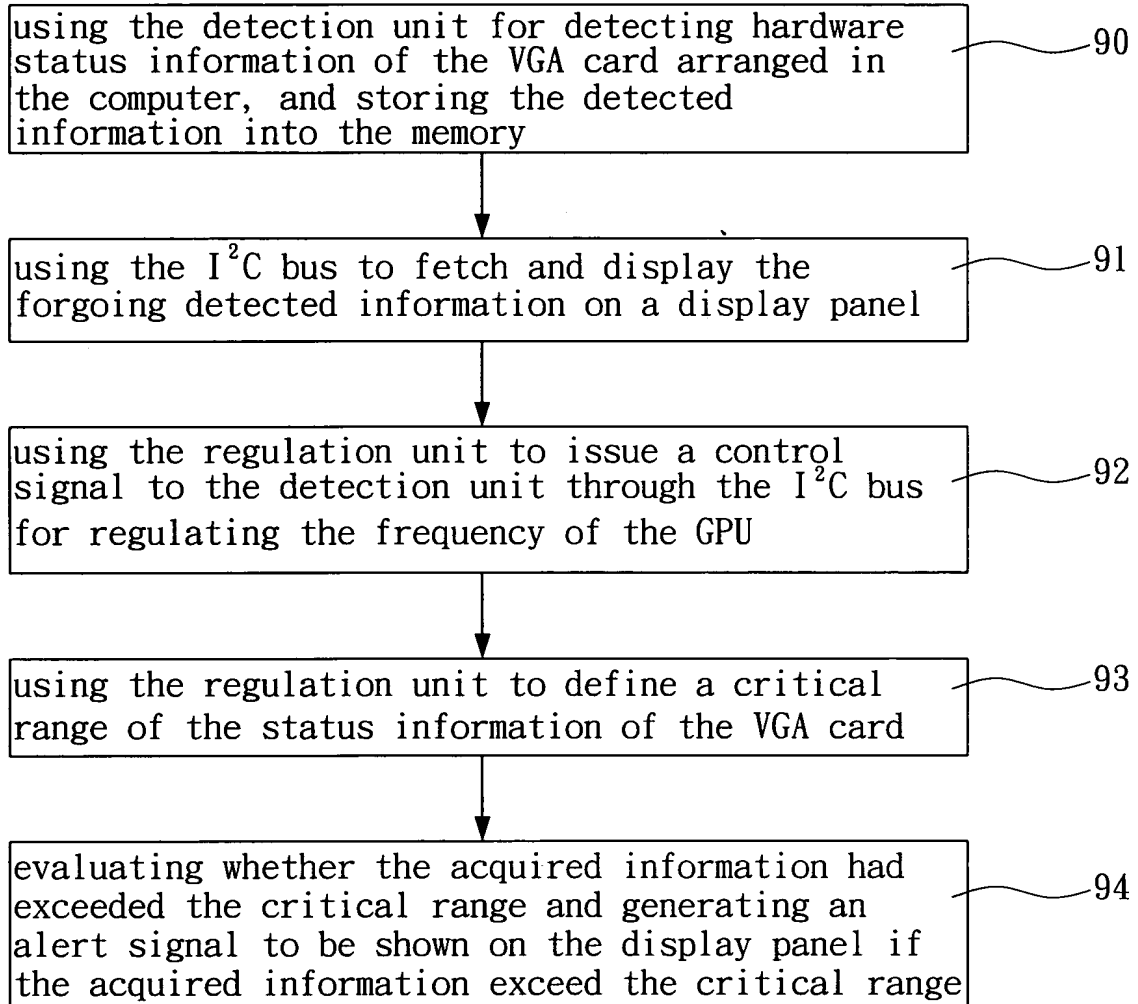 using the detection unit for detecting hardware
status information of the VGA card arranged in
the computer, and storing the detected
information into the memory
90
using the I²C bus to fetch and display the
forgoing detected information on a display panel
91
using the regulation unit to issue a control
signal to the detection unit through the I²C bus
for regulating the frequency of the GPU
92
using the regulation unit to define a critical
range of the status information of the VGA card
93
evaluating whether the acquired information had
exceeded the critical range and generating an
alert signal to be shown on the display panel if
the acquired information exceed the critical range
94